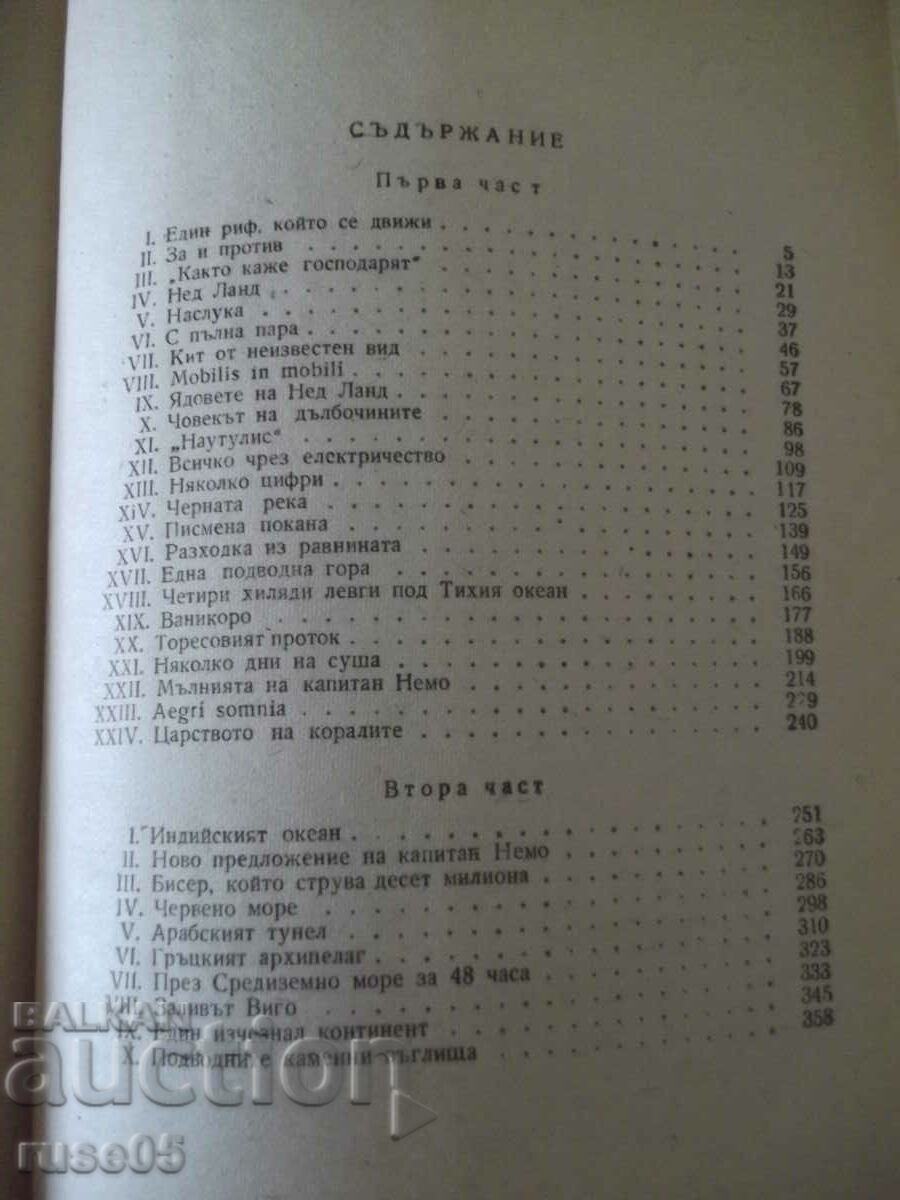 СЪДЪРЖАНИЕ
Първа част
I. Един риф, който се движи . . . 5
II. За и против . . . 13
III. „Както каже господарят“ . . . 21
IV. Нед Ланд . . . 29
V. Наслука . . . 37
VI. С пълна пара . . . 46
VII. Кит от неизвестен вид . . . 57
VIII. Mobilis in mobili . . . 67
IX. Ядовете на Нед Ланд . . . 78
X. Човекът на дълбочините . . . 86
XI. „Наутулис“ . . . 98
XII. Всичко чрез електричество . . . 109
XIII. Няколко цифри . . . 117
XIV. Черната река . . . 125
XV. Писмена покана . . . 139
XVI. Разходка из равнината . . . 149
XVII. Една подводна гора . . . 156
XVIII. Четири хиляди левги под Тихия океан . . . 166
XIX. Ваникоро . . . 177
XX. Торесовият проток . . . 188
XXI. Няколко дни на суша . . . 199
XXII. Мълнията на капитан Немо . . . 214
XXIII. Aegri somnia . . . 229
XXIV. Царството на коралите . . . 240
Втора част
I. Индийският океан . . . 251
II. Ново предложение на капитан Немо . . . 263
III. Бисер, който струва десет милиона . . . 270
IV. Червено море . . . 286
V. Арабският тунел . . . 298
VI. Гръцкият архипелаг . . . 310
VII. През Средиземно море за 48 часа . . . 323
VIII. Заливът Виго . . . 333
IX. Един изчезнал континент . . . 345
X. Подводни е каменни въглища . . . 358
BALKAN
auction
ruse05